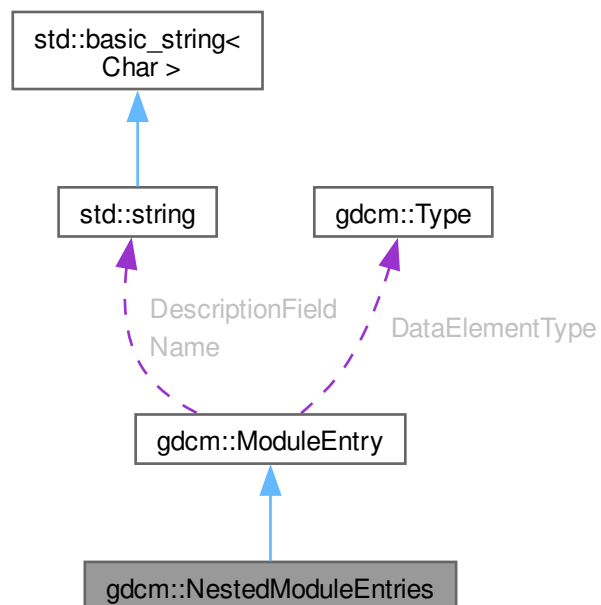 std::basic_string<
Char >
std::string
gdcm::Type
DescriptionField
Name
DataElementType
gdcm::ModuleEntry
gdcm::NestedModuleEntries